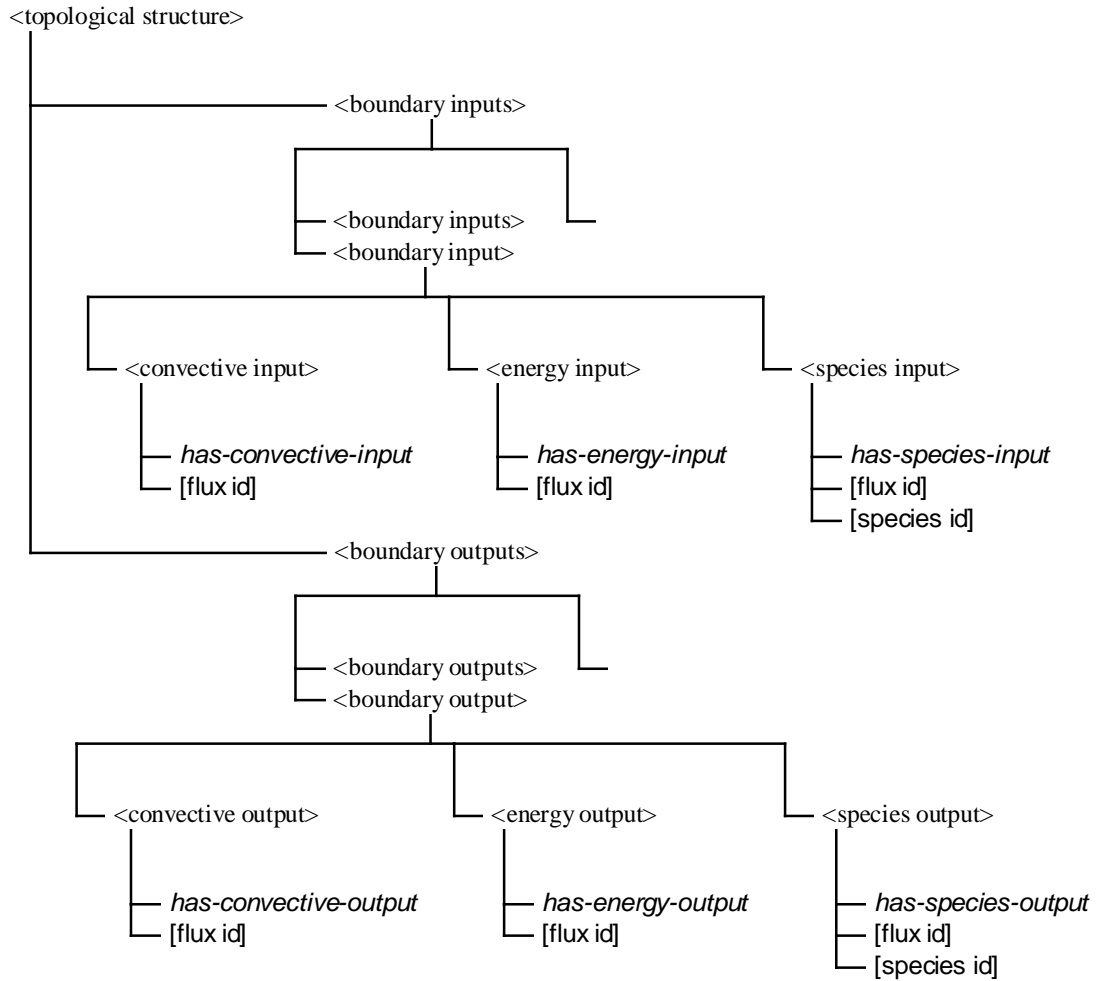 <topological structure>
<boundary inputs>
<boundary inputs>
<boundary input>
<convective input> <energy input> <species input>
has-convective-input has-energy-input has-species-input
[flux id] [flux id] [flux id]
[species id]
<boundary outputs>
<boundary outputs>
<boundary output>
<convective output> <energy output> <species output>
has-convective-output has-energy-output has-species-output
[flux id] [flux id] [flux id]
[species id]